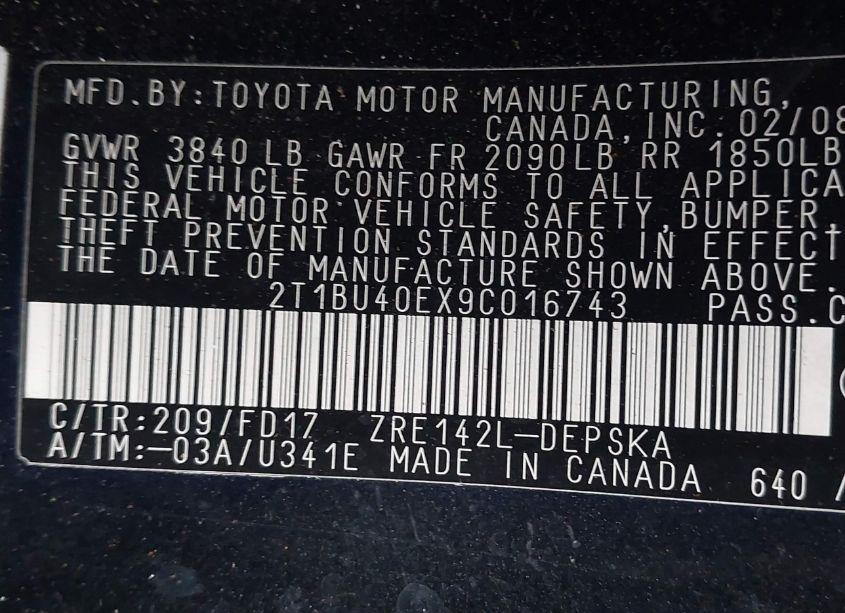 MFD.BY:TOYOTA MOTOR MANUFACTURING,
CANADA,INC. 02/08
GVWR 3840 LB GAWR FR 2090LB RR 1850LB
THIS VEHICLE CONFORMS TO ALL APPLICA
FEDERAL MOTOR VEHICLE SAFETY,BUMPER,
THEFT PREVENTION STANDARDS IN EFFECT
THE DATE OF MANUFACTURE SHOWN ABOVE.
2T1BU40EX9C016743 PASS.C
C/TR:209/FD17 ZRE142L-DEPSKA
A/TM:-03A/U341E MADE IN CANADA 640 /